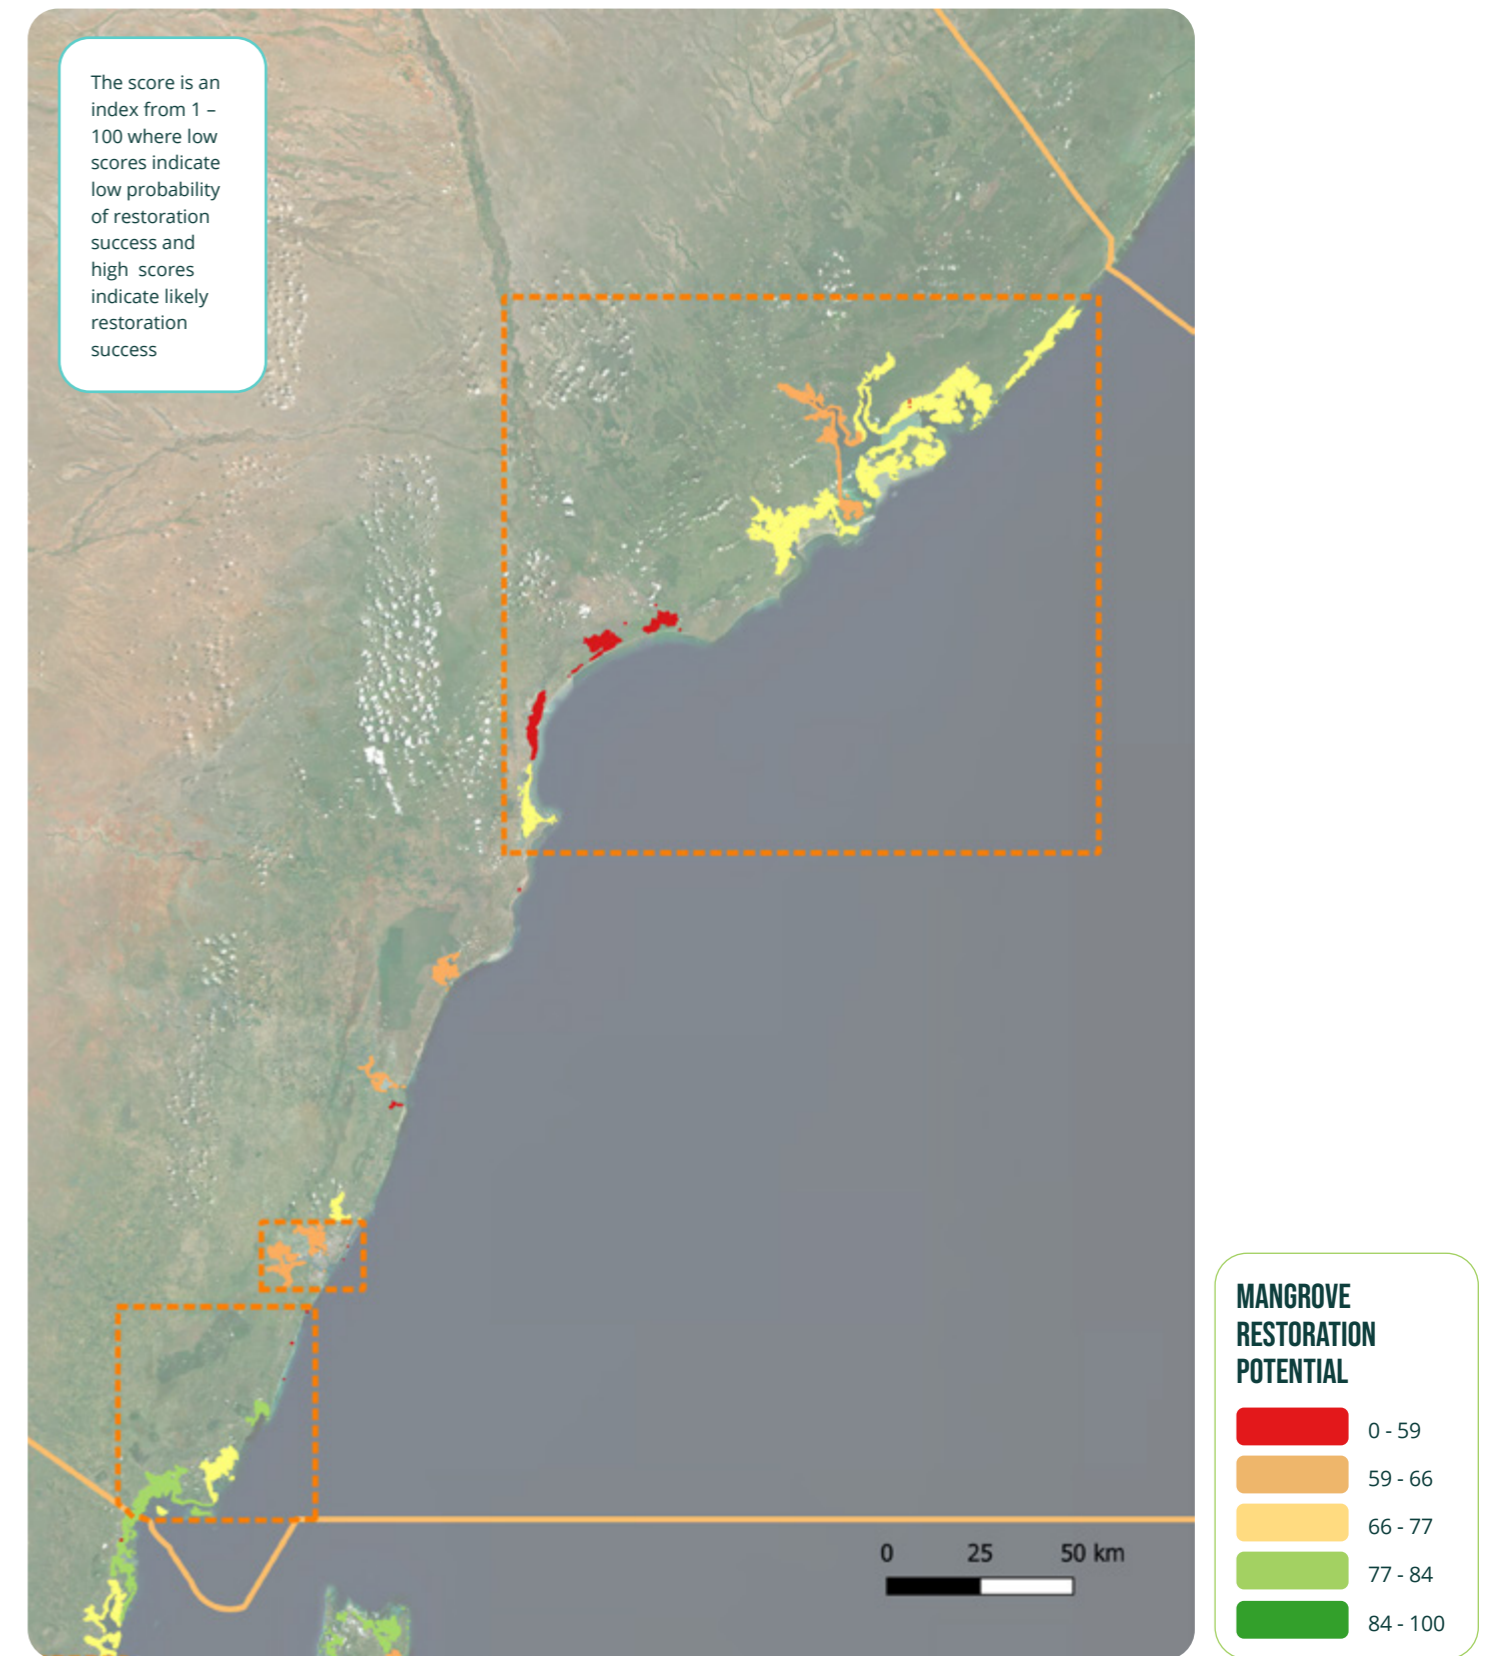 The score is an
index from 1 –
100 where low
scores indicate
low probability
of restoration
success and
high scores
indicate likely
restoration
success
0 25 50 km
MANGROVE
RESTORATION
POTENTIAL
0 - 59
59 - 66
66 - 77
77 - 84
84 - 100